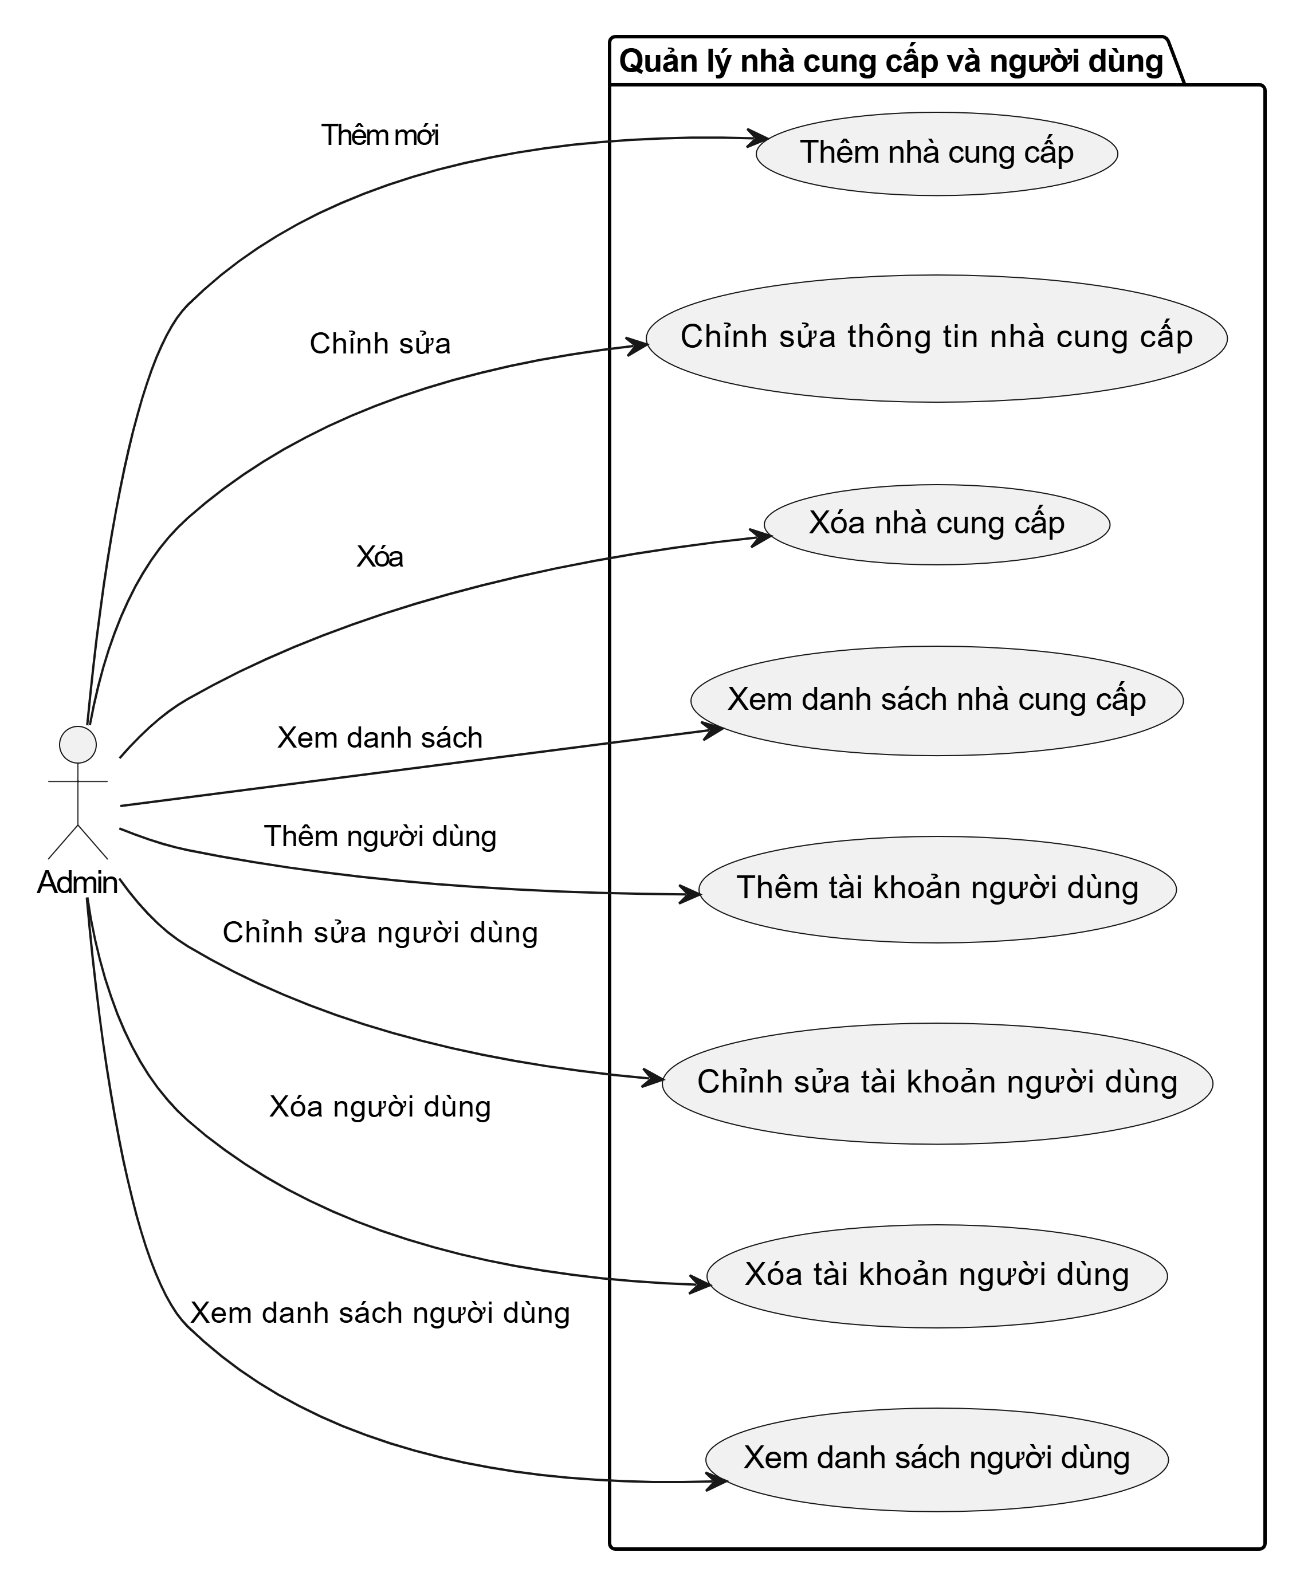 Quản lý nhà cung cấp và người dùng
Thêm mới
Thêm nhà cung cấp
Chỉnh sửa
Chỉnh sửa thông tin nhà cung cấp
Xóa
Xóa nhà cung cấp
Xem danh sách
Xem danh sách nhà cung cấp
Thêm người dùng
Thêm tài khoản người dùng
Admin
Chỉnh sửa người dùng
Chỉnh sửa tài khoản người dùng
Xóa người dùng
Xóa tài khoản người dùng
Xem danh sách người dùng
Xem danh sách người dùng